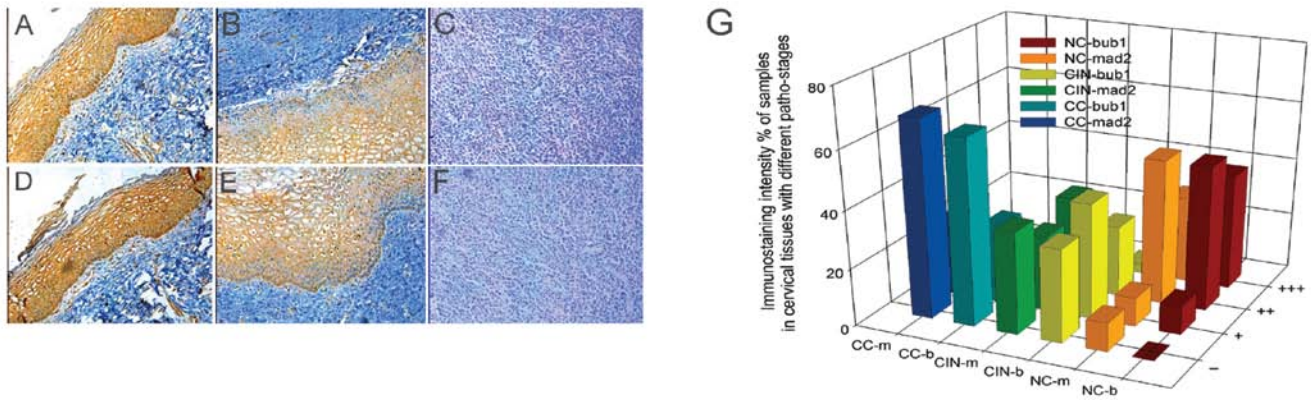 A
B
C
D
E
F
G
Immunostaining intensity % of samples
in cervical tissues with different patho-stages
80
60
40
20
0
NC-bub1
NC-mad2
CIN-bub1
CIN-mad2
CC-bub1
CC-mad2
CC-m
CC-b
CIN-m
CIN-b
NC-m
NC-b
–
+
++
+++